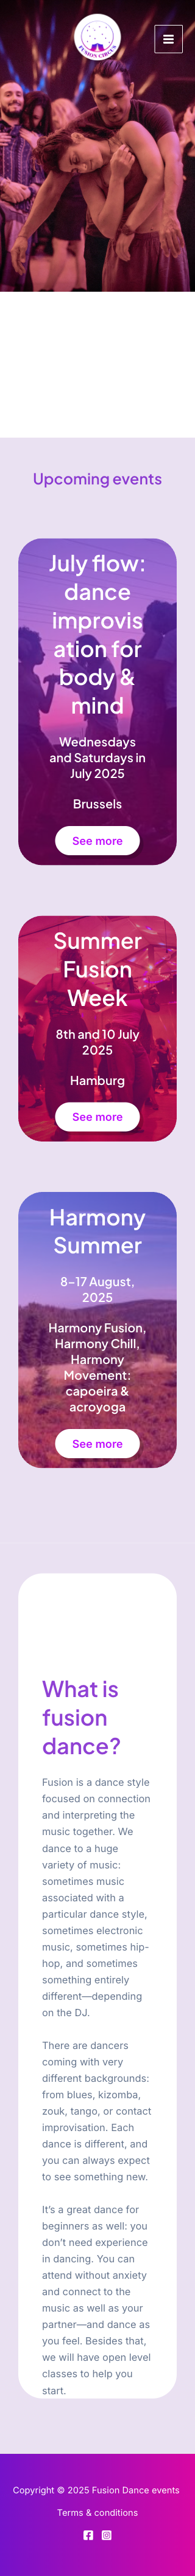 FUSION CIRCUS
Upcoming events
July flow:
dance
improvis
ation for
body &
mind
Wednesdays
and Saturdays in
July 2025
Brussels
See more
Summer
Fusion
Week
8th and 10 July
2025
Hamburg
See more
Harmony
Summer
8–17 August,
2025
Harmony Fusion,
Harmony Chill,
Harmony
Movement:
capoeira &
acroyoga
See more
What is
fusion
dance?
Fusion is a dance style
focused on connection
and interpreting the
music together. We
dance to a huge
variety of music:
sometimes music
associated with a
particular dance style,
sometimes electronic
music, sometimes hip-
hop, and sometimes
something entirely
different—depending
on the DJ.
There are dancers
coming with very
different backgrounds:
from blues, kizomba,
zouk, tango, or contact
improvisation. Each
dance is different, and
you can always expect
to see something new.
It’s a great dance for
beginners as well: you
don’t need experience
in dancing. You can
attend without anxiety
and connect to the
music as well as your
partner—and dance as
you feel. Besides that,
we will have open level
classes to help you
start.
Copyright © 2025 Fusion Dance events
Terms & conditions